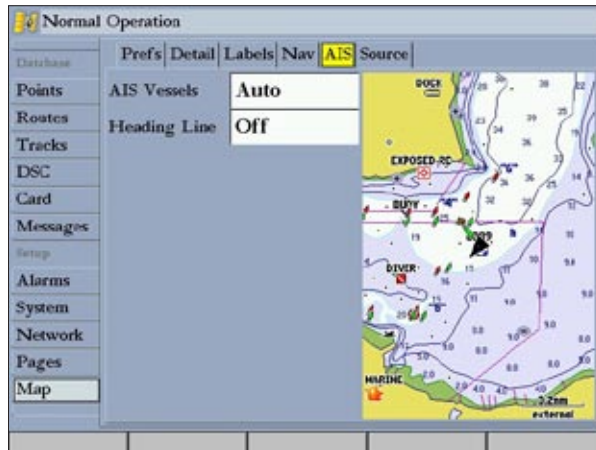 Normal Operation
Prefs Detail Labels Nav AIS Source
Database
Points
Routes
Tracks
DSC
Card
Messages
Setup
Alarms
System
Network
Pages
Map
AIS Vessels Auto
Heading Line Off
DOCK
EXPOSED RC
BUOY
DIVER
MARINE
0.2nm
external